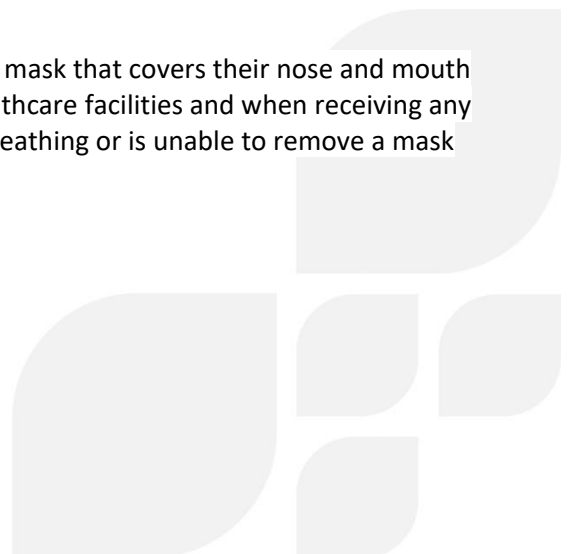 mask that covers their nose and mouth
thcare facilities and when receiving any
eathing or is unable to remove a mask